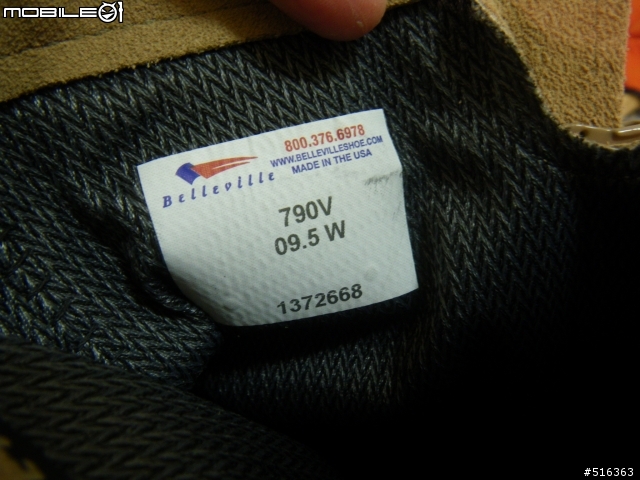 MOBILE01
800.376.6978
WWW.BELLEVILLESHOE.COM
MADE IN THE USA
Belleville
790V
09.5 W
1372668
#516363